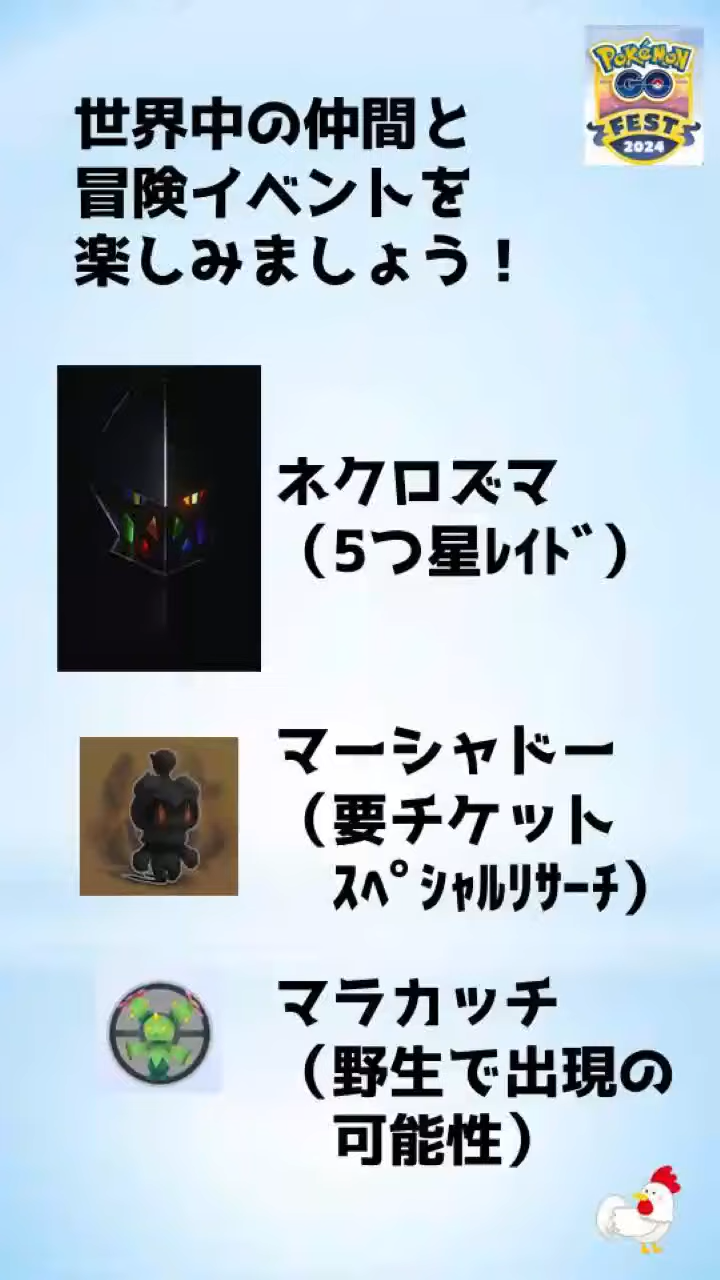 Pokémon
GO
FEST
2024
世界中の仲間と
冒険イベントを
楽しみましょう！
ネクロズマ
（5つ星ﾚｲﾄﾞ）
マーシャドー
（要チケット
ｽﾍﾟｼｬﾙﾘｻｰﾁ）
マラカッチ
（野生で出現の
可能性）